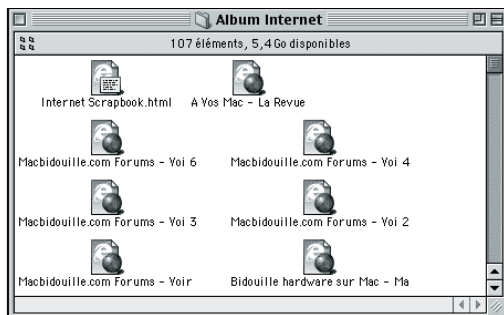 Album Internet
107 éléments, 5,4 Go disponibles
Internet Scrapbook.html
A Vos Mac - La Revue
Macbidouille.com Forums - Voi 6
Macbidouille.com Forums - Voi 4
Macbidouille.com Forums - Voi 3
Macbidouille.com Forums - Voi 2
Macbidouille.com Forums - Voir
Bidouille hardware sur Mac - Ma